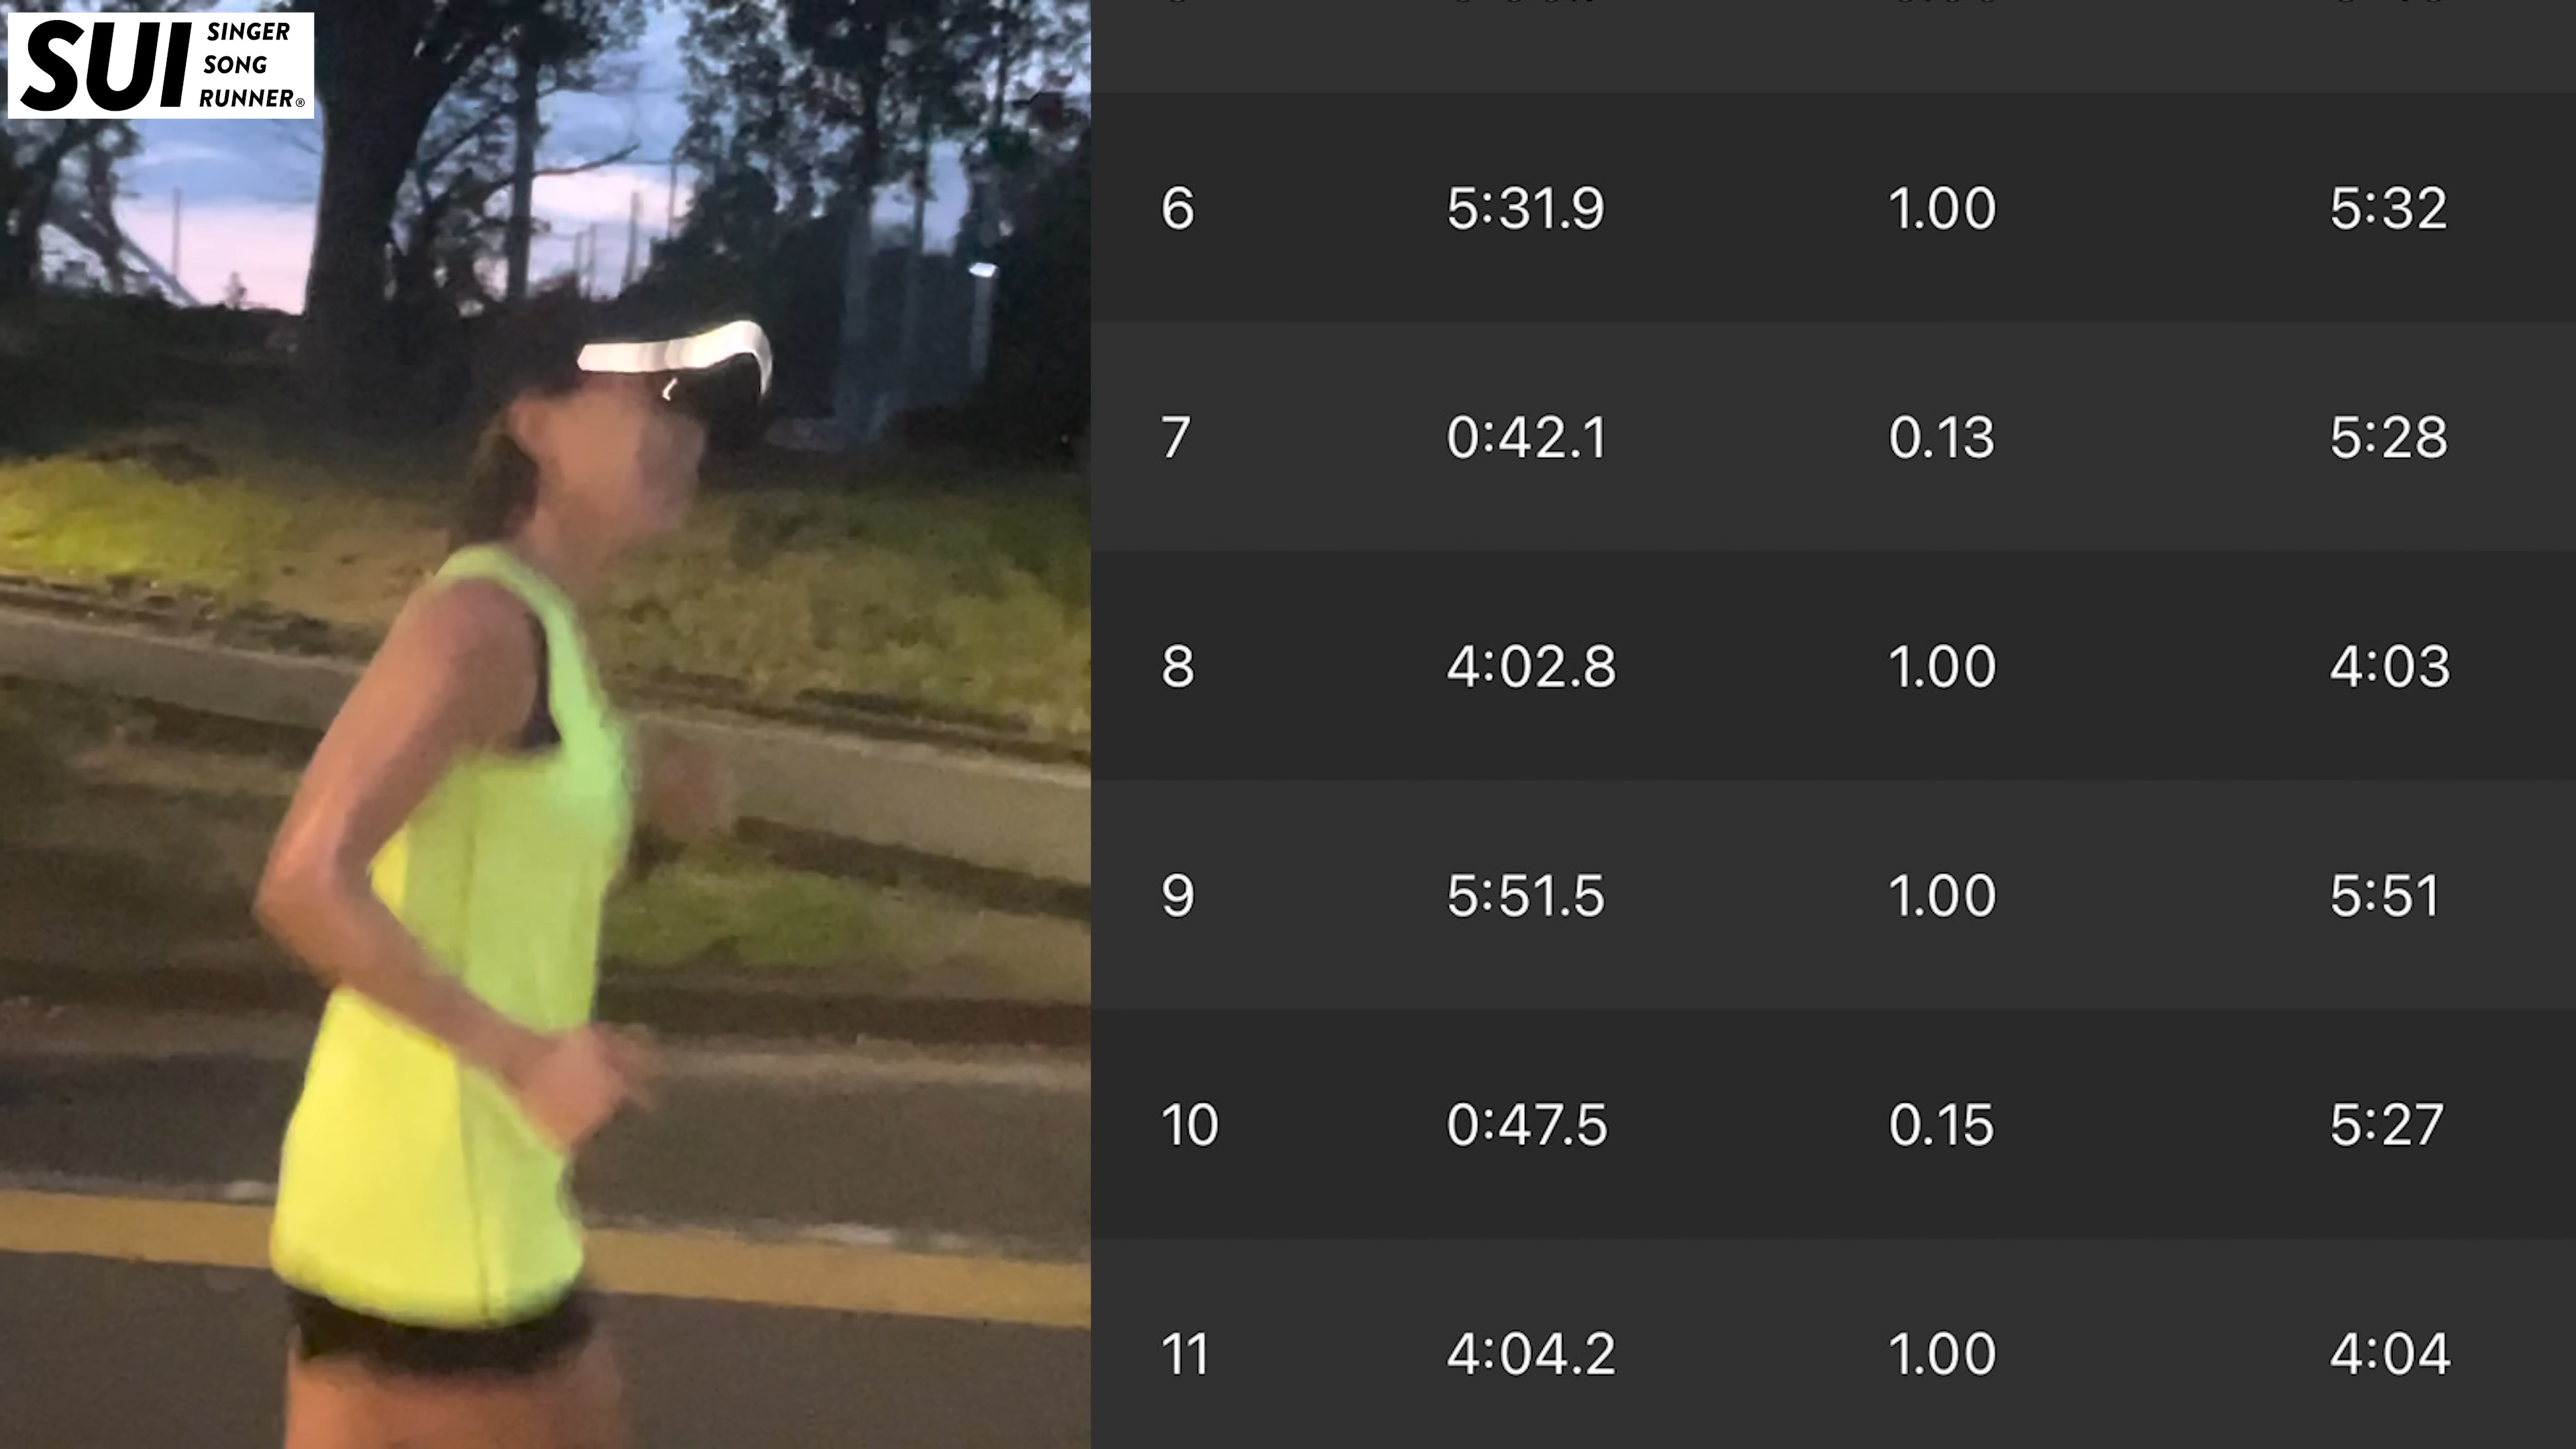 SUI
SINGER
SONG
RUNNER®
6 5:31.9 1.00 5:32
7 0:42.1 0.13 5:28
8 4:02.8 1.00 4:03
9 5:51.5 1.00 5:51
10 0:47.5 0.15 5:27
11 4:04.2 1.00 4:04